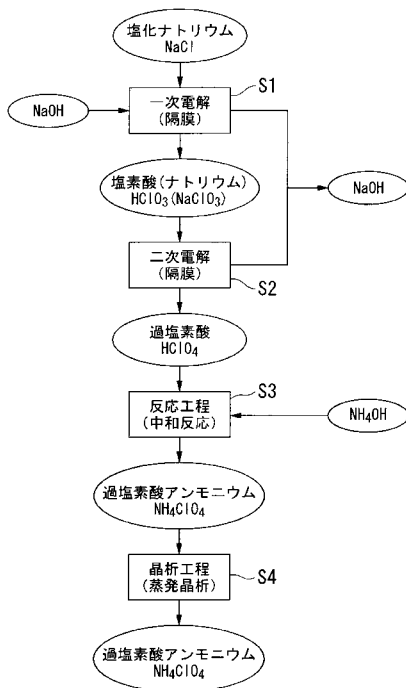 塩化ナトリウム
NaCl
S1
NaOH
一次電解
(隔膜)
塩素酸(ナトリウム)
HClO₃(NaClO₃)
NaOH
二次電解
(隔膜)
S2
過塩素酸
HClO₄
S3
反応工程
(中和反応)
NH₄OH
過塩素酸アンモニウム
NH₄ClO₄
晶析工程
(蒸発晶析)
S4
過塩素酸アンモニウム
NH₄ClO₄